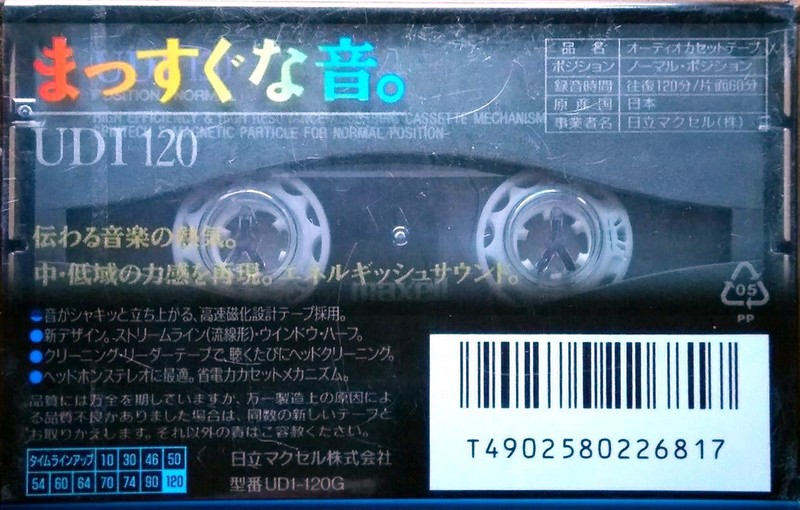 まっすぐな音。
POSITION・NORMAL
HIGH EFFICIENCY &
CASSETTE MECHANISM
MAGNETIC PARTICLE FOR NORMAL POSITION
UDI 120
品名 オーディオカセットテープ
ポジション ノーマル・ポジション
録音時間 往復120分/片面60分
原産国 日本
事業者名 日立マクセル(株)
伝わる音楽の熱気。
中・低域の力感を再現。エネルギッシュサウンド。
maxell
●音がシャキッと立ち上がる、高速磁化設計テープ採用。
●新デザイン。ストリームライン(流線形)・ウインドウ・ハーフ。
●クリーニング・リーダーテープで、聴くたびにヘッドクリーニング。
●ヘッドホンステレオに最適。省電力カセットメカニズム。
品質には万全を期していますが、万一製造上の原因によ
る品質不良がありました場合は、同数の新しいテープと
お取りかえします。それ以外の責はご容赦ください。
タイムラインアップ 10 30 46 50
54 60 64 70 74 90 120
日立マクセル株式会社
型番UD1-120G
05
PP
T4902580226817